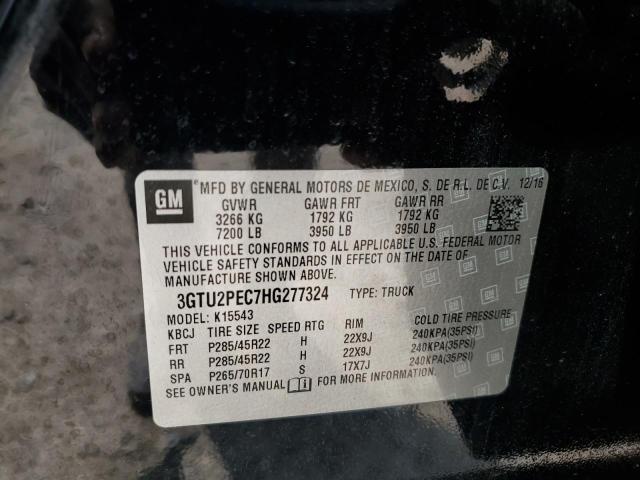 GM MFD BY GENERAL MOTORS DE MEXICO, S. DE R.L. DE C.V. 12/16
GVWR GAWR FRT GAWR RR
3266 KG 1792 KG 1792 KG
7200 LB 3950 LB 3950 LB
THIS VEHICLE CONFORMS TO ALL APPLICABLE U.S. FEDERAL MOTOR
VEHICLE SAFETY STANDARDS IN EFFECT ON THE DATE OF
MANUFACTURE SHOWN ABOVE.
3GTU2PEC7HG277324 TYPE: TRUCK
MODEL: K15543
KBCJ TIRE SIZE SPEED RTG RIM COLD TIRE PRESSURE
FRT P285/45R22 H 22X9J 240KPA(35PSI)
RR P285/45R22 H 22X9J 240KPA(35PSI)
SPA P265/70R17 S 17X7J 240KPA(35PSI)
SEE OWNER'S MANUAL FOR MORE INFORMATION.